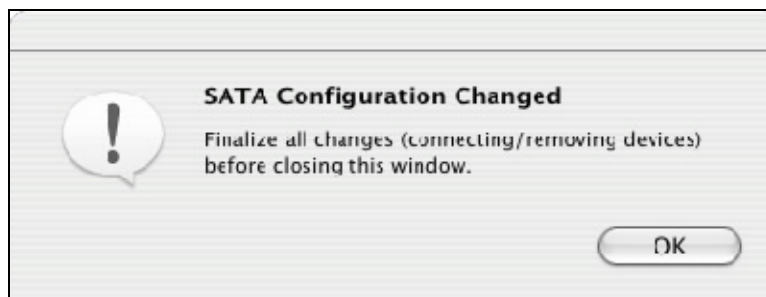 SATA Configuration Changed
Finalize all changes (connecting/removing devices)
before closing this window.
OK